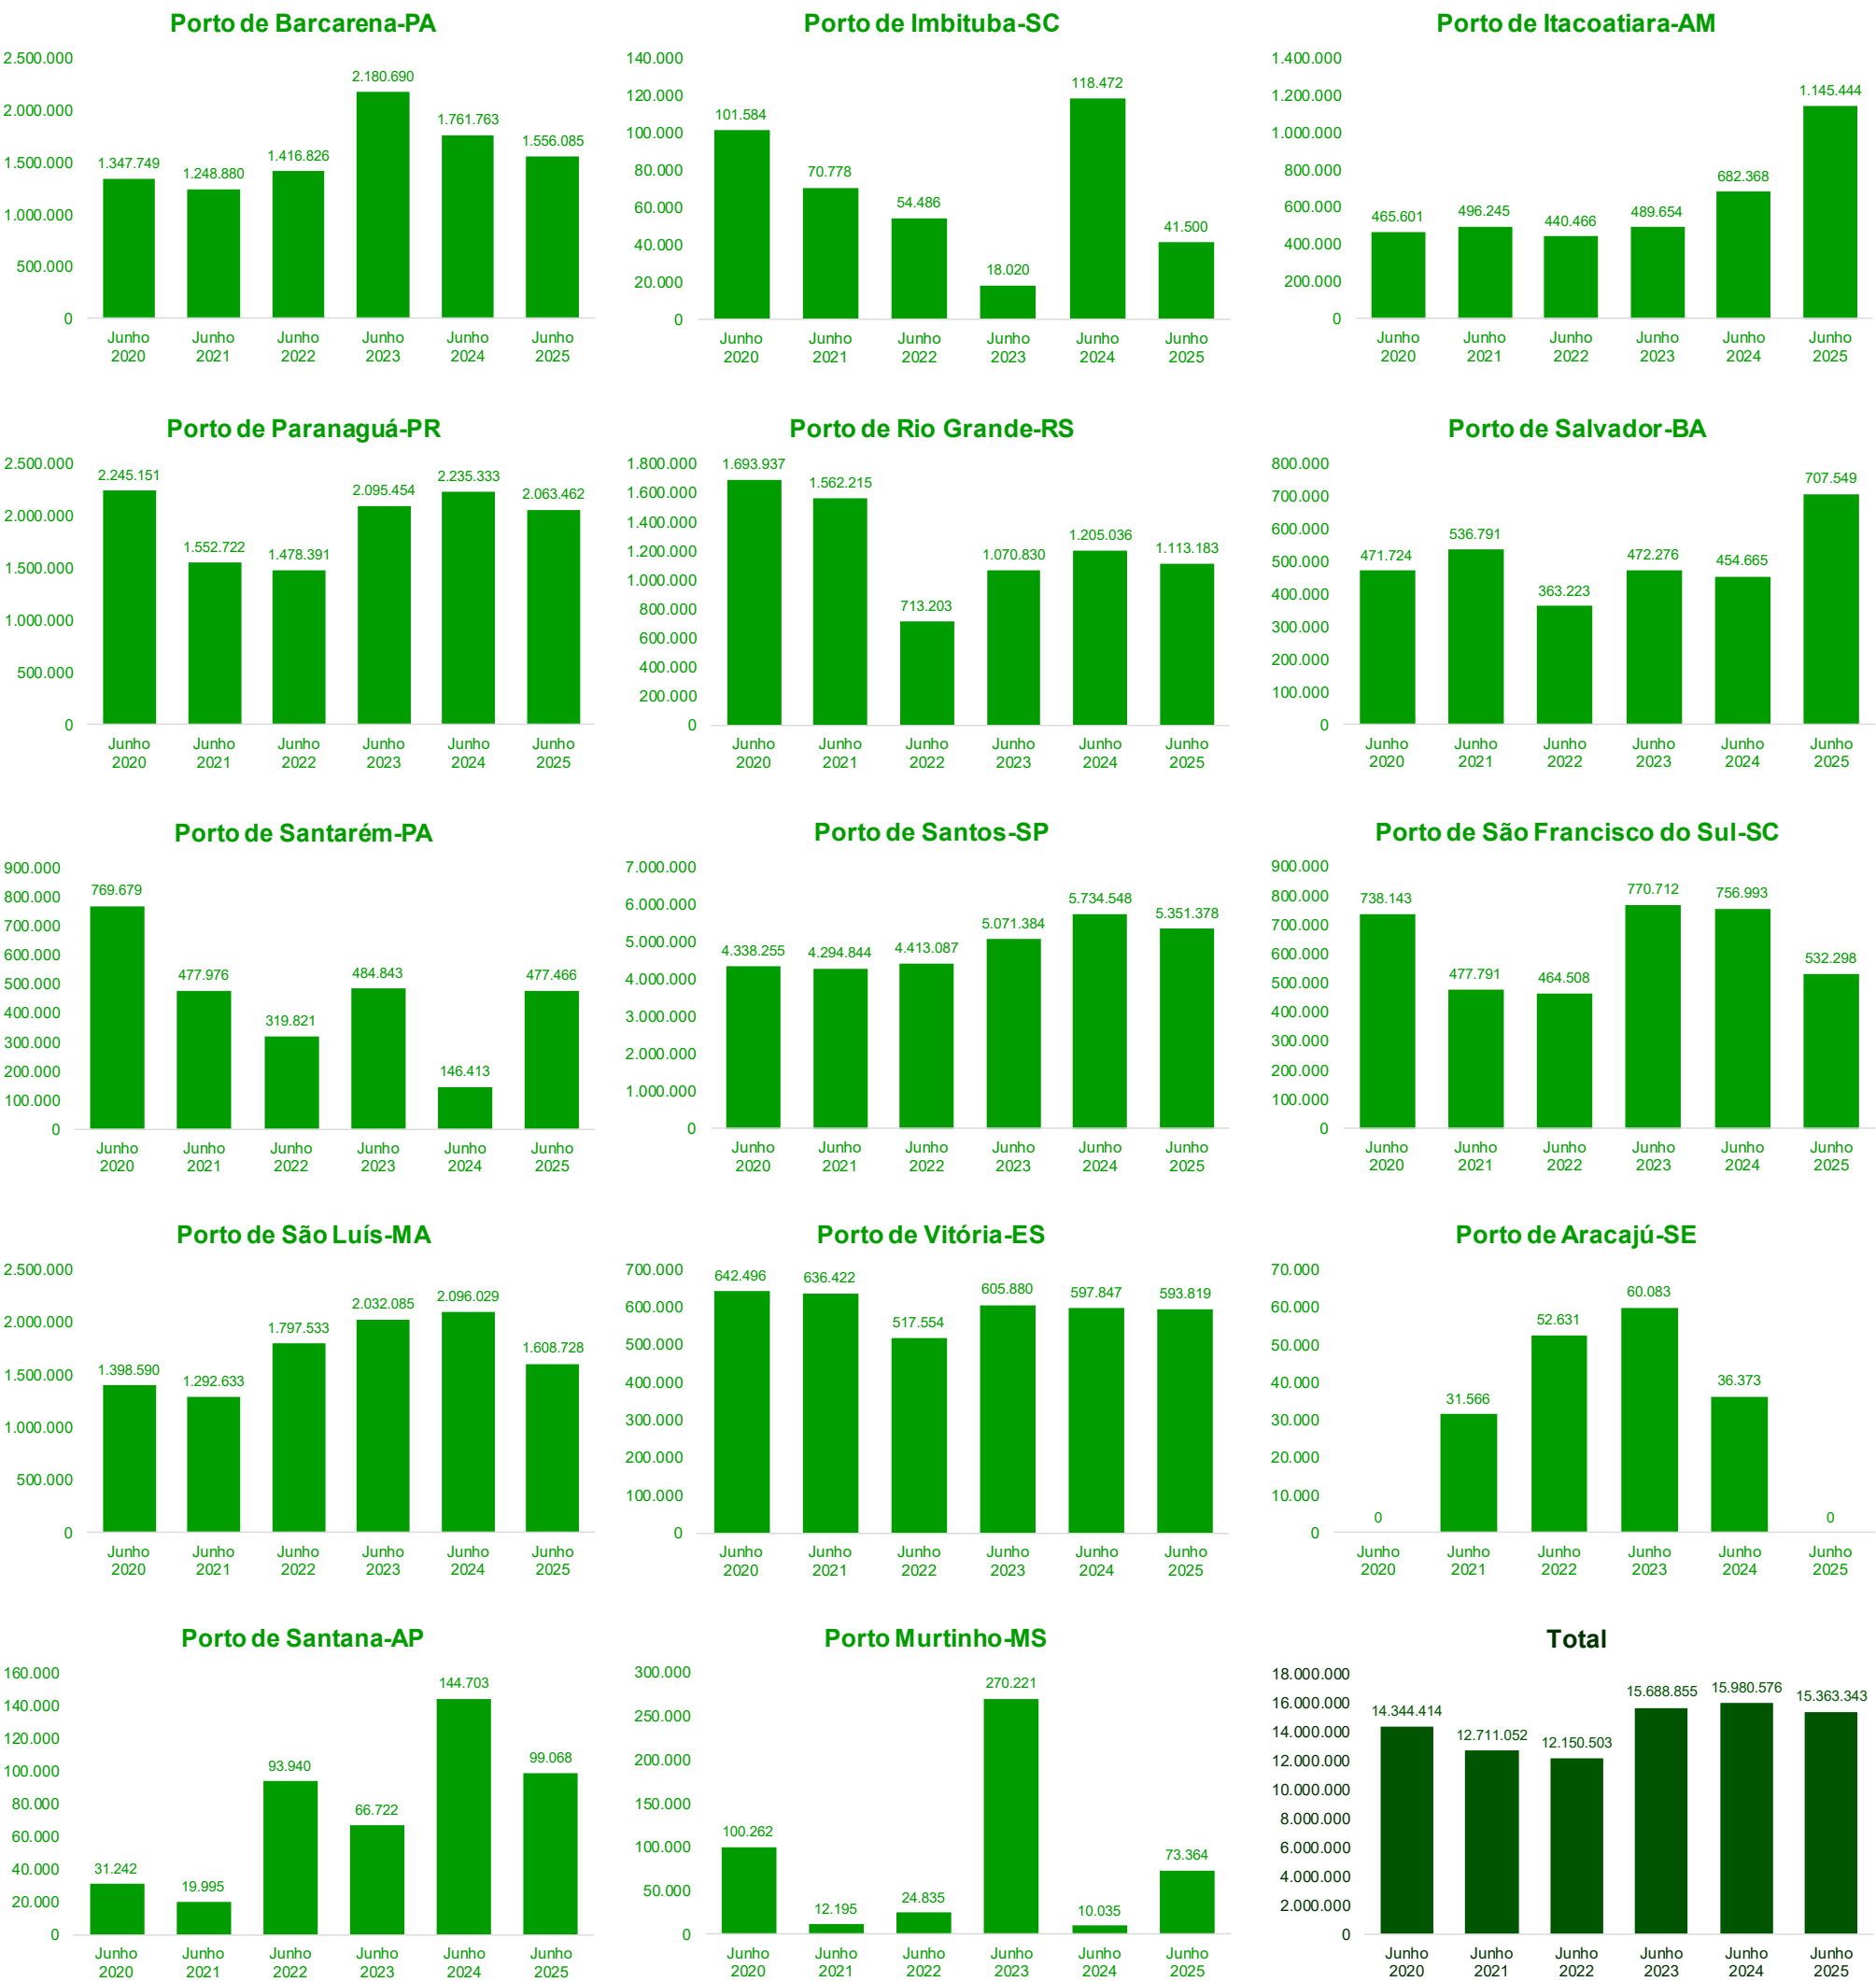 Porto de Barcarena-PA
2.500.000
2.000.000
1.500.000
1.000.000
500.000
0
1.347.749
1.248.880
1.416.826
2.180.690
1.761.763
1.556.085
Junho 2020
Junho 2021
Junho 2022
Junho 2023
Junho 2024
Junho 2025
Porto de Imbituba-SC
140.000
120.000
100.000
80.000
60.000
40.000
20.000
0
101.584
70.778
54.486
18.020
118.472
41.500
Junho 2020
Junho 2021
Junho 2022
Junho 2023
Junho 2024
Junho 2025
Porto de Itacoatiara-AM
1.400.000
1.200.000
1.000.000
800.000
600.000
400.000
200.000
0
465.601
496.245
440.466
489.654
682.368
1.145.444
Junho 2020
Junho 2021
Junho 2022
Junho 2023
Junho 2024
Junho 2025
Porto de Paranaguá-PR
2.500.000
2.000.000
1.500.000
1.000.000
500.000
0
2.245.151
1.552.722
1.478.391
2.095.454
2.235.333
2.063.462
Junho 2020
Junho 2021
Junho 2022
Junho 2023
Junho 2024
Junho 2025
Porto de Rio Grande-RS
1.800.000
1.600.000
1.400.000
1.200.000
1.000.000
800.000
600.000
400.000
200.000
0
1.693.937
1.562.215
713.203
1.070.830
1.205.036
1.113.183
Junho 2020
Junho 2021
Junho 2022
Junho 2023
Junho 2024
Junho 2025
Porto de Salvador-BA
800.000
700.000
600.000
500.000
400.000
300.000
200.000
100.000
0
471.724
536.791
363.223
472.276
454.665
707.549
Junho 2020
Junho 2021
Junho 2022
Junho 2023
Junho 2024
Junho 2025
Porto de Santarém-PA
900.000
800.000
700.000
600.000
500.000
400.000
300.000
200.000
100.000
0
769.679
477.976
319.821
484.843
146.413
477.466
Junho 2020
Junho 2021
Junho 2022
Junho 2023
Junho 2024
Junho 2025
Porto de Santos-SP
7.000.000
6.000.000
5.000.000
4.000.000
3.000.000
2.000.000
1.000.000
0
4.338.255
4.294.844
4.413.087
5.071.384
5.734.548
5.351.378
Junho 2020
Junho 2021
Junho 2022
Junho 2023
Junho 2024
Junho 2025
Porto de São Francisco do Sul-SC
900.000
800.000
700.000
600.000
500.000
400.000
300.000
200.000
100.000
0
738.143
477.791
464.508
770.712
756.993
532.298
Junho 2020
Junho 2021
Junho 2022
Junho 2023
Junho 2024
Junho 2025
Porto de São Luís-MA
2.500.000
2.000.000
1.500.000
1.000.000
500.000
0
1.398.590
1.292.633
1.797.533
2.032.085
2.096.029
1.608.728
Junho 2020
Junho 2021
Junho 2022
Junho 2023
Junho 2024
Junho 2025
Porto de Vitória-ES
700.000
600.000
500.000
400.000
300.000
200.000
100.000
0
642.496
636.422
517.554
605.880
597.847
593.819
Junho 2020
Junho 2021
Junho 2022
Junho 2023
Junho 2024
Junho 2025
Porto de Aracajú-SE
70.000
60.000
50.000
40.000
30.000
20.000
10.000
0
0
31.566
52.631
60.083
36.373
0
Junho 2020
Junho 2021
Junho 2022
Junho 2023
Junho 2024
Junho 2025
Porto de Santana-AP
160.000
140.000
120.000
100.000
80.000
60.000
40.000
20.000
0
31.242
19.995
93.940
66.722
144.703
99.068
Junho 2020
Junho 2021
Junho 2022
Junho 2023
Junho 2024
Junho 2025
Porto Murtinho-MS
300.000
250.000
200.000
150.000
100.000
50.000
0
100.262
12.195
24.835
270.221
10.035
73.364
Junho 2020
Junho 2021
Junho 2022
Junho 2023
Junho 2024
Junho 2025
Total
18.000.000
16.000.000
14.000.000
12.000.000
10.000.000
8.000.000
6.000.000
4.000.000
2.000.000
0
14.344.414
12.711.052
12.150.503
15.688.855
15.980.576
15.363.343
Junho 2020
Junho 2021
Junho 2022
Junho 2023
Junho 2024
Junho 2025